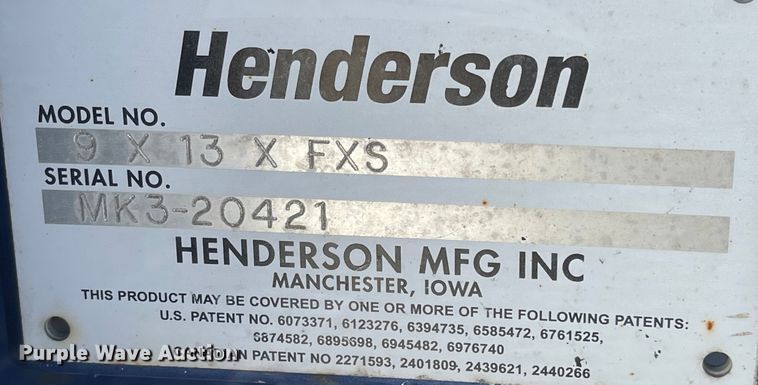 Henderson
MODEL NO.
9 X 13 X FXS
SERIAL NO.
MK3-20421
HENDERSON MFG INC
MANCHESTER, IOWA
THIS PRODUCT MAY BE COVERED BY ONE OR MORE OF THE FOLLOWING PATENTS:
U.S. PATENT NO. 6073371, 6123276, 6394735, 6585472, 6761525,
6874582, 6895698, 6945482, 6976740
PATENT NO 2271593, 2401809, 2439621, 2440266
Purple Wave Auction